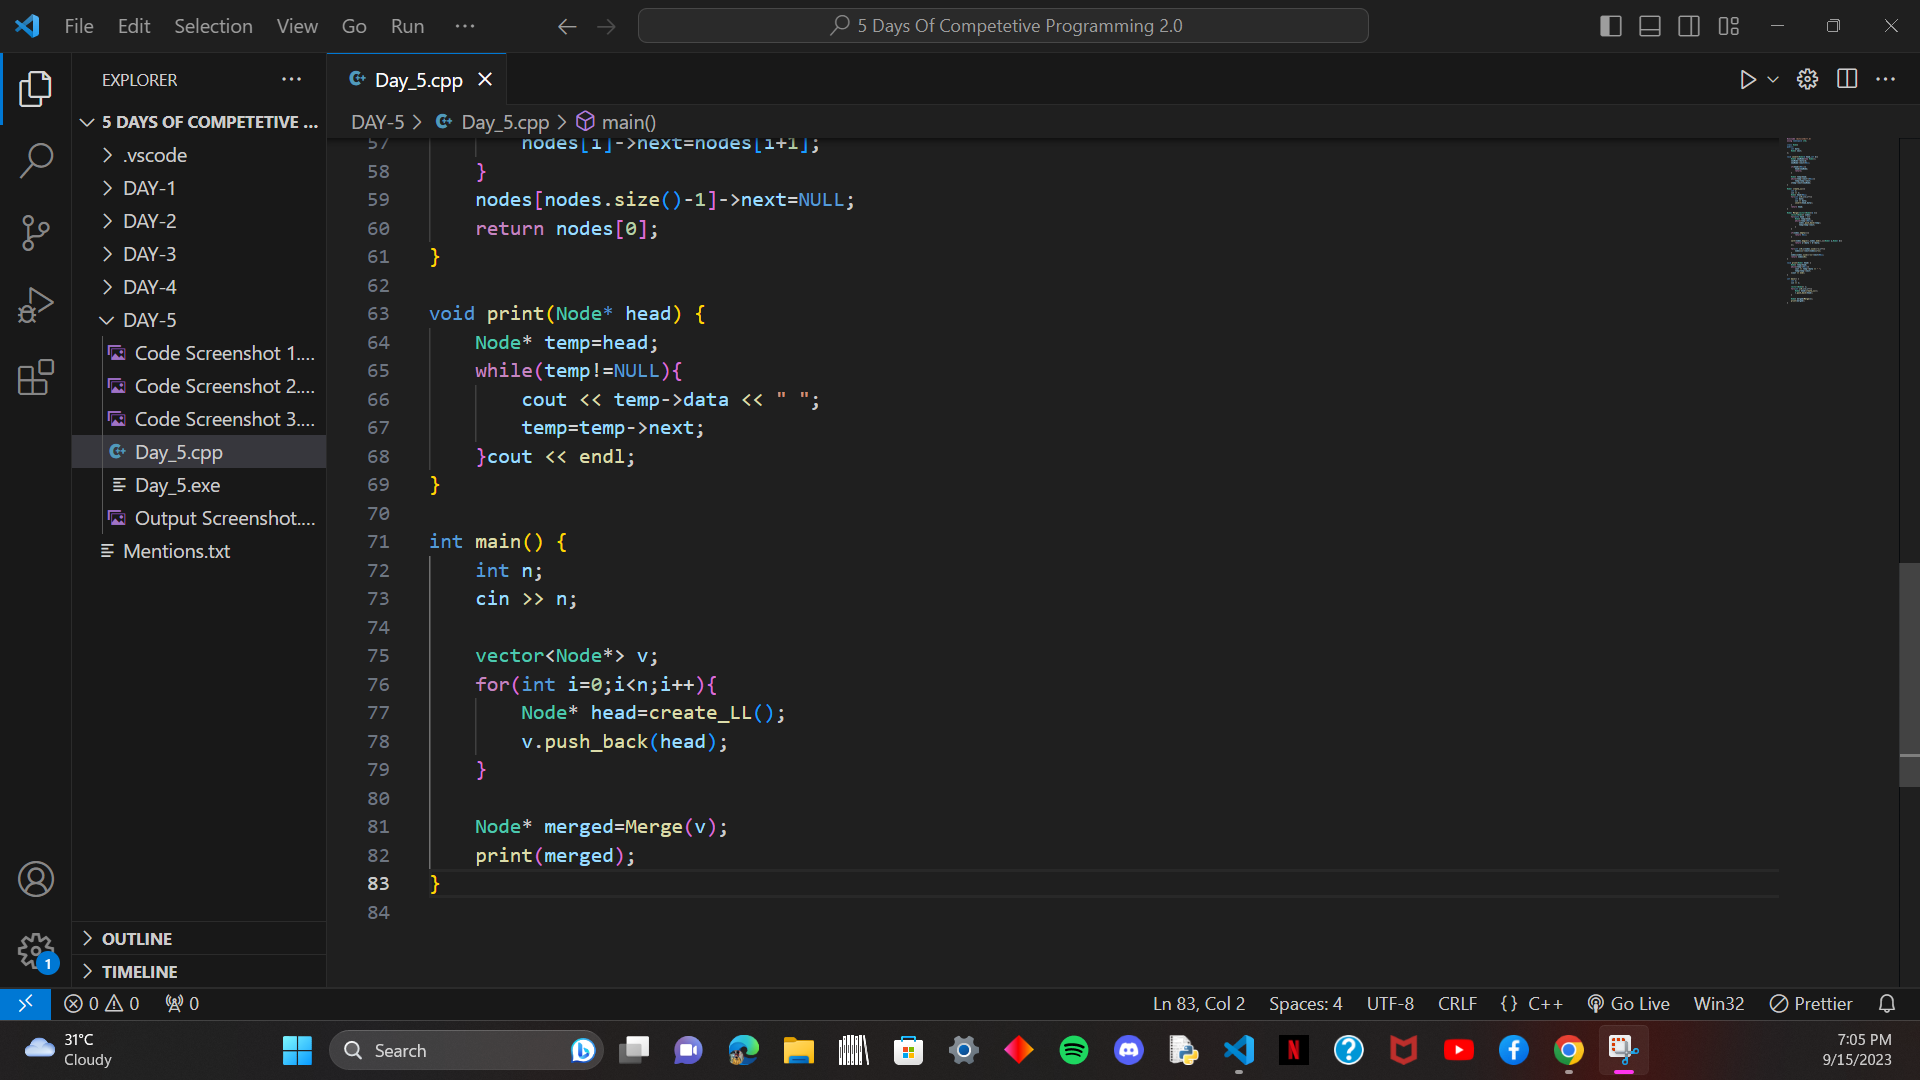 File Edit Selection View Go Run ···
5 Days Of Competetive Programming 2.0
EXPLORER
Day_5.cpp
DAY-5 > Day_5.cpp > main()
5 DAYS OF COMPETETIVE ...
.vscode
DAY-1
DAY-2
DAY-3
DAY-4
DAY-5
Code Screenshot 1....
Code Screenshot 2....
Code Screenshot 3....
Day_5.cpp
Day_5.exe
Output Screenshot....
Mentions.txt
OUTLINE
TIMELINE
57 nodes[i]->next=nodes[i+1];
58 }
59 nodes[nodes.size()-1]->next=NULL;
60 return nodes[0];
61 }
62
63 void print(Node* head) {
64 Node* temp=head;
65 while(temp!=NULL){
66 cout << temp->data << " ";
67 temp=temp->next;
68 }cout << endl;
69 }
70
71 int main() {
72 int n;
73 cin >> n;
74
75 vector<Node*> v;
76 for(int i=0;i<n;i++){
77 Node* head=create_LL();
78 v.push_back(head);
79 }
80
81 Node* merged=Merge(v);
82 print(merged);
83 }
84
1
0 0 0
Ln 83, Col 2 Spaces: 4 UTF-8 CRLF {} C++ Go Live Win32 Prettier
31°C
Cloudy
Search
7:05 PM
9/15/2023